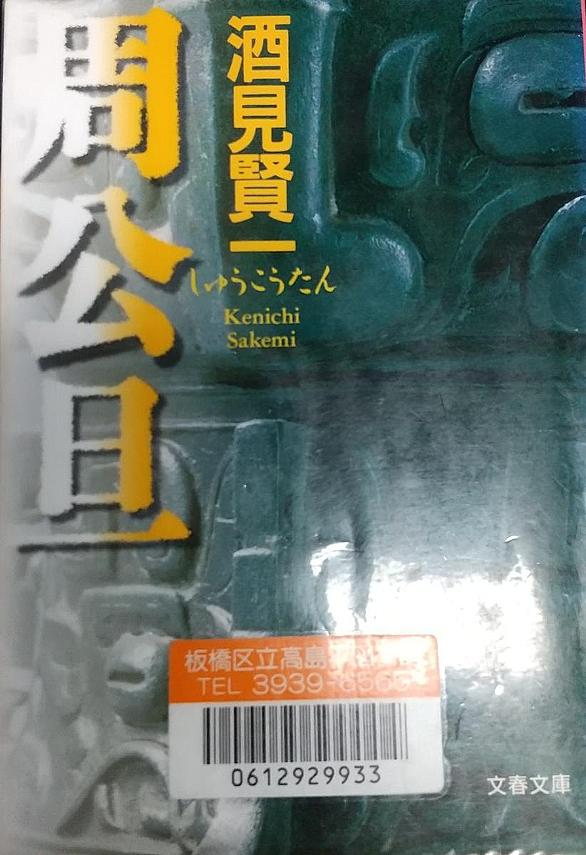 周公旦
酒見賢一
しゅうこうたん
Kenichi
Sakemi
板橋区立高島
TEL 3939-
0612929933
文春文庫